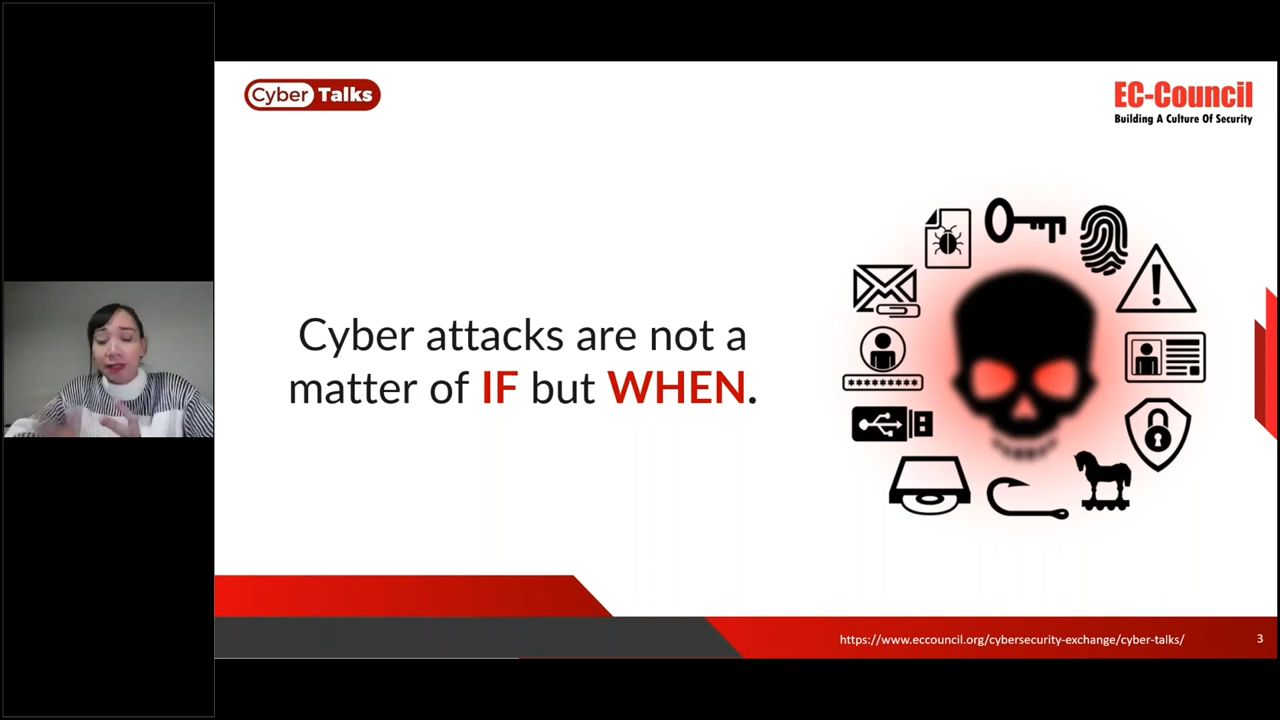 Cyber Talks
EC-Council
Building A Culture Of Security
Cyber attacks are not a
matter of IF but WHEN.
*********
https://www.eccouncil.org/cybersecurity-exchange/cyber-talks/
3